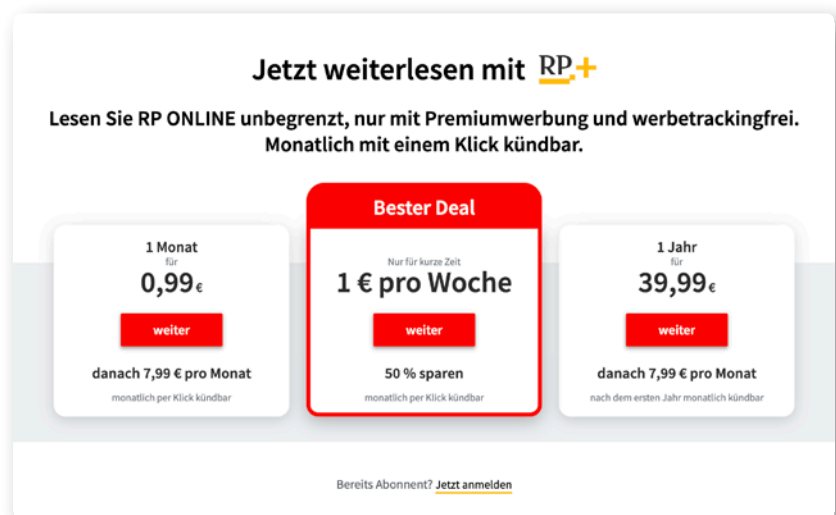 Jetzt weiterlesen mit RP+
Lesen Sie RP ONLINE unbegrenzt, nur mit Premiumwerbung und werbetrackingfrei.
Monatlich mit einem Klick kündbar.
1 Monat
für
0,99 €
weiter
danach 7,99 € pro Monat
monatlich per Klick kündbar
Bester Deal
Nur für kurze Zeit
1 € pro Woche
weiter
50 % sparen
monatlich per Klick kündbar
1 Jahr
für
39,99 €
weiter
danach 7,99 € pro Monat
nach dem ersten Jahr monatlich kündbar
Bereits Abonnent? Jetzt anmelden